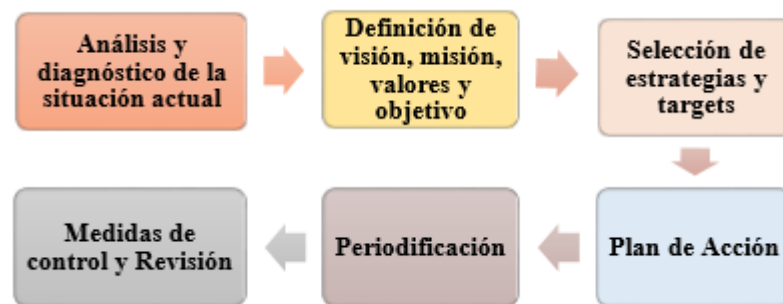 Análisis y
diagnóstico de la
situación actual
Definición de
visión, misión,
valores y
objetivo
Selección de
estrategias y
targets
Plan de Acción
Periodificación
Medidas de
control y Revisión